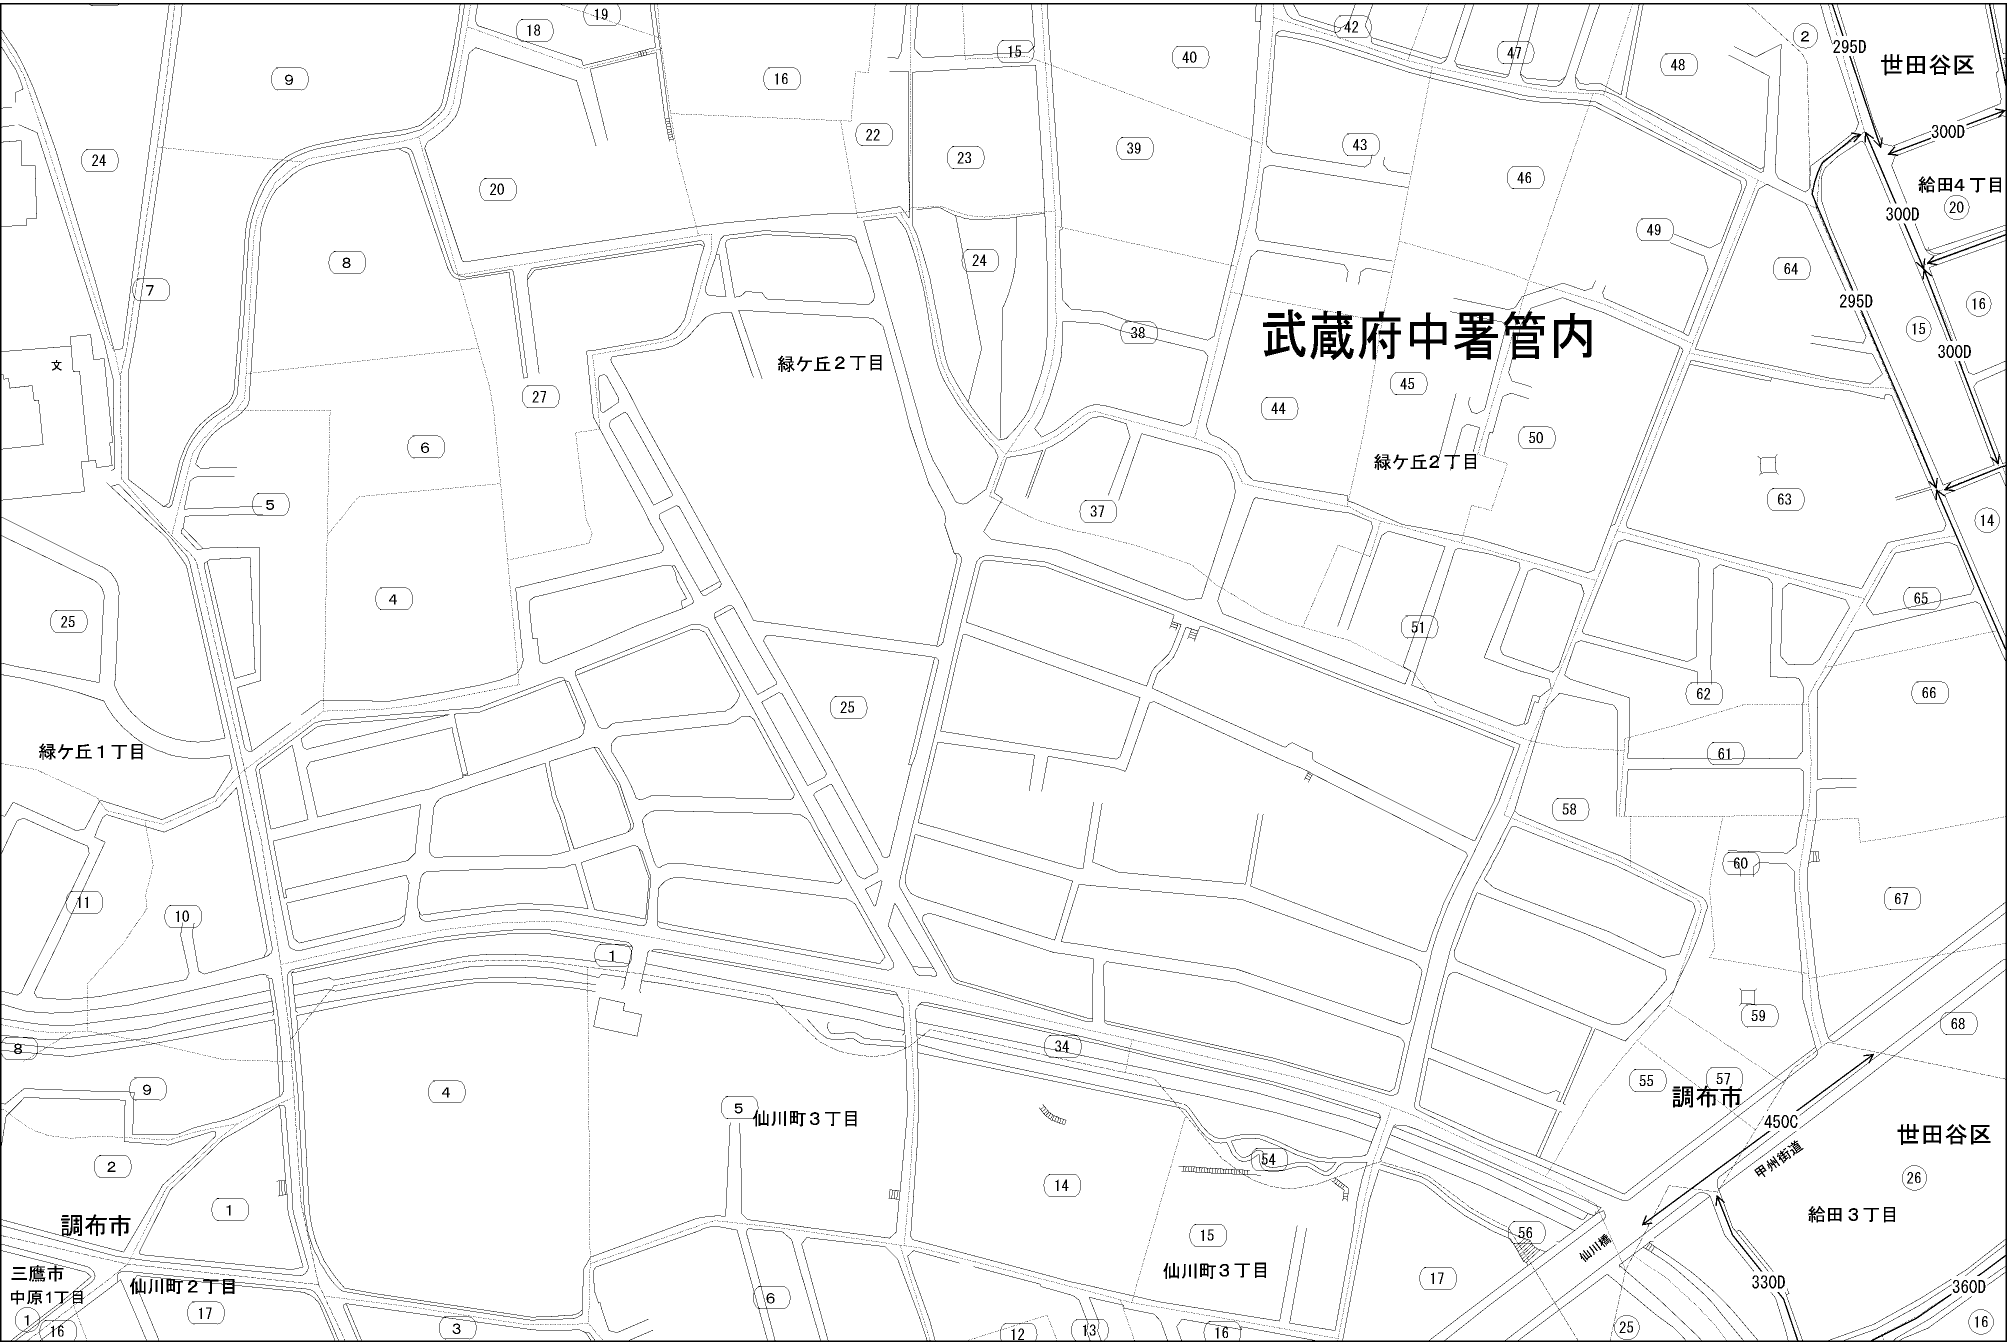 19
18
15
42
47
2
295D
世田谷区
9
16
40
48
22
300D
24
20
23
39
43
46
給田4丁目
20
300D
49
8
24
64
7
295D
16
15
38
武蔵府中署管内
300D
文
緑ケ丘2丁目
27
45
44
6
50
緑ケ丘2丁目
63
5
37
14
4
65
25
51
62
66
25
緑ケ丘1丁目
61
58
60
11
10
67
1
59
68
8
34
9
4
55
57
調布市
5
仙川町3丁目
450C
世田谷区
甲州街道
2
54
14
26
1
給田3丁目
調布市
15
56
仙川橋
三鷹市
仙川町3丁目
17
仙川町2丁目
330D
360D
中原1丁目
6
17
1
16
3
12
13
16
25
16